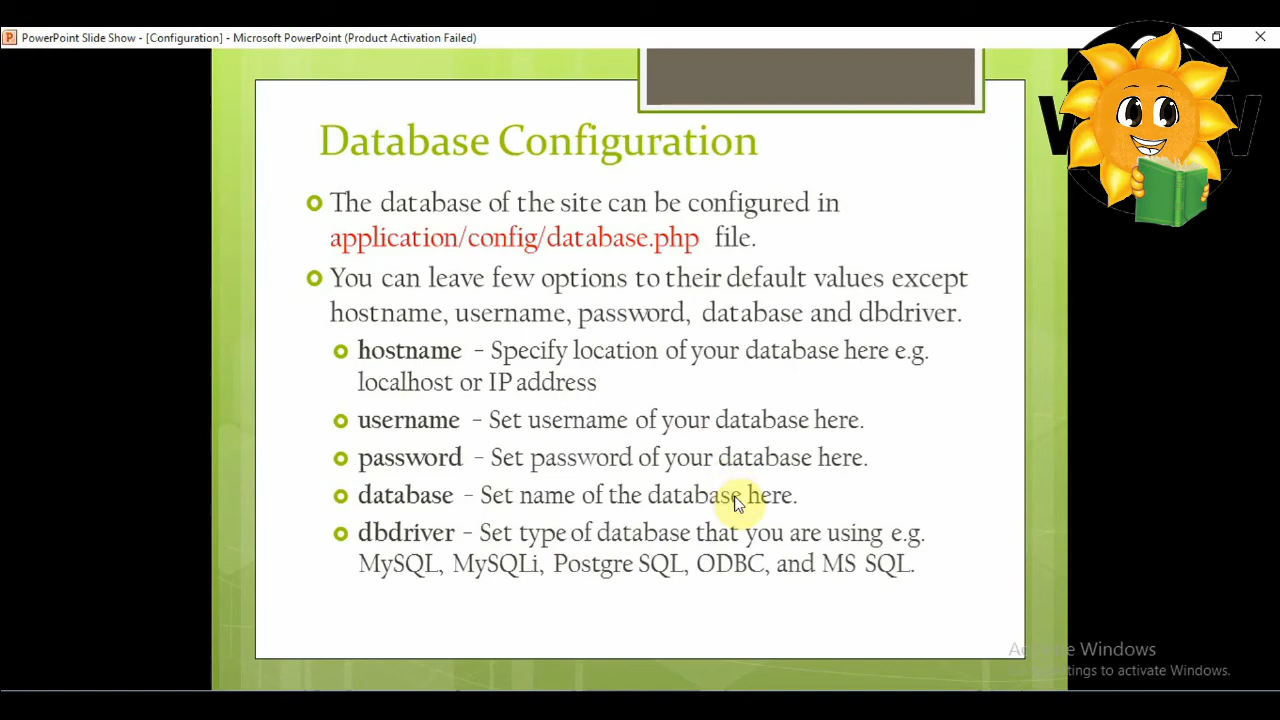 PowerPoint Slide Show - [Configuration] - Microsoft PowerPoint (Product Activation Failed)
Database Configuration
The database of the site can be configured in
application/config/database.php file.
You can leave few options to their default values except
hostname, username, password, database and dbdriver.
hostname - Specify location of your database here e.g.
localhost or IP address
username - Set username of your database here.
password - Set password of your database here.
database - Set name of the database here.
dbdriver - Set type of database that you are using e.g.
MySQL, MySQLi, Postgre SQL, ODBC, and MS SQL.
Activate Windows
to activate Windows.